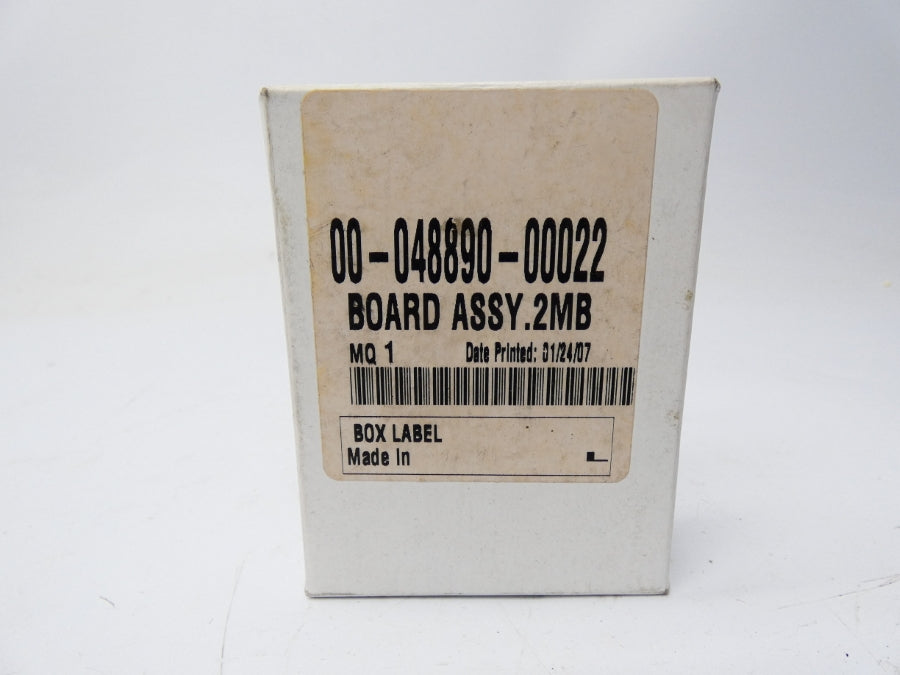 00-048890-00022
BOARD ASSY.2MB
MQ 1 Date Printed: 01/24/07
BOX LABEL
Made In